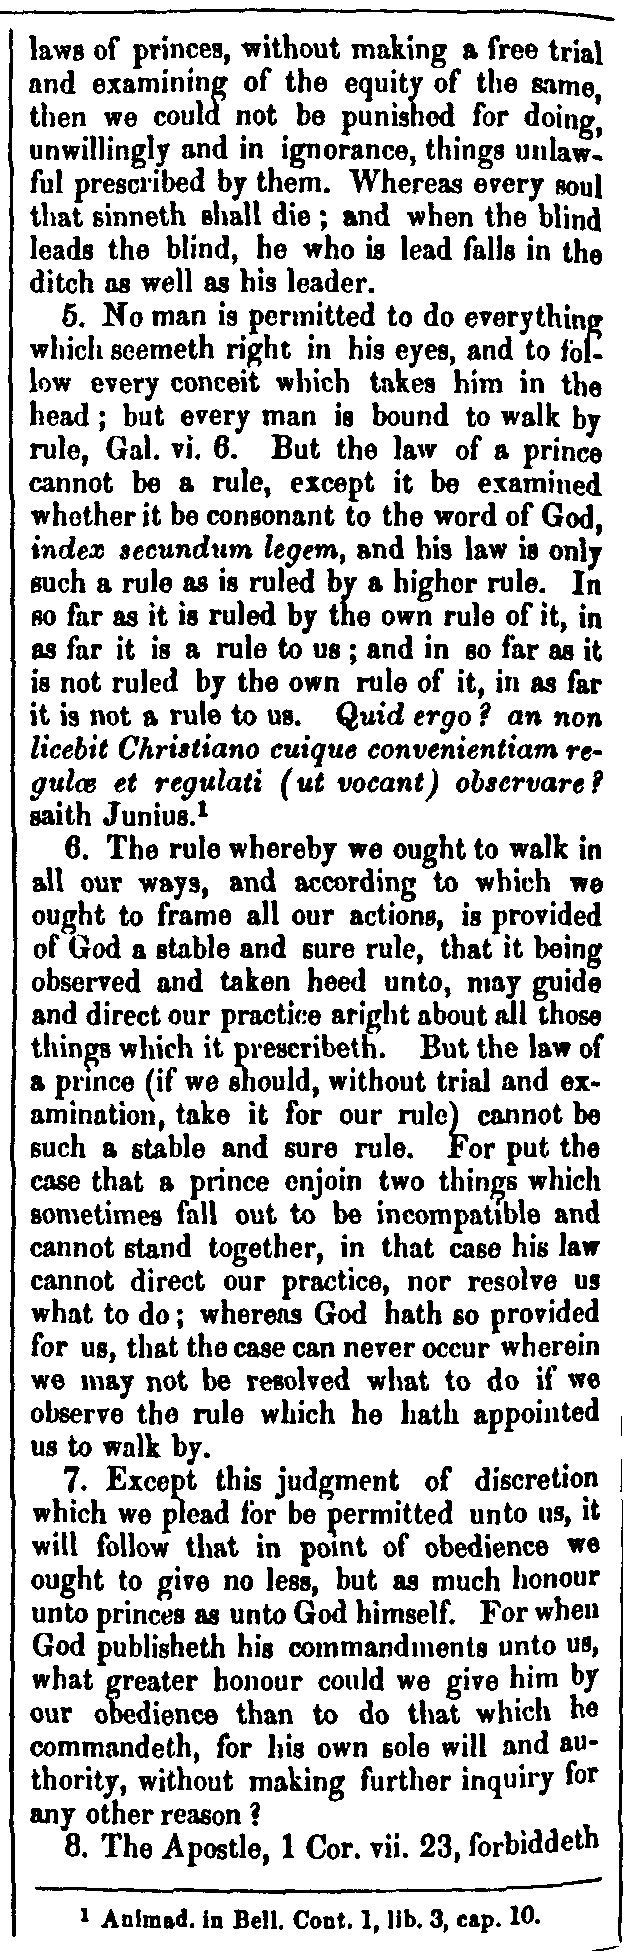 laws of princes, without making a free trial
and examining of the equity of the same,
then we could not be punished for doing,
unwillingly and in ignorance, things unlaw-
ful prescribed by them. Whereas every soul
that sinneth shall die; and when the blind
leads the blind, he who is lead falls in the
ditch as well as his leader.
5. No man is permitted to do everything
which seemeth right in his eyes, and to fol-
low every conceit which takes him in the
head; but every man is bound to walk by
rule, Gal. vi. 6. But the law of a prince
cannot be a rule, except it be examined
whether it be consonant to the word of God,
index secundum legem, and his law is only
such a rule as is ruled by a higher rule. In
so far as it is ruled by the own rule of it, in
as far it is a rule to us; and in so far as it
is not ruled by the own rule of it, in as far
it is not a rule to us. Quid ergo? an non
licebit Christiano cuique convenientiam re-
gulæ et regulati (ut vocant) observare?
saith Junius.¹
6. The rule whereby we ought to walk in
all our ways, and according to which we
ought to frame all our actions, is provided
of God a stable and sure rule, that it being
observed and taken heed unto, may guide
and direct our practice aright about all those
things which it prescribeth. But the law of
a prince (if we should, without trial and ex-
amination, take it for our rule) cannot be
such a stable and sure rule. For put the
case that a prince enjoin two things which
sometimes fall out to be incompatible and
cannot stand together, in that case his law
cannot direct our practice, nor resolve us
what to do; whereas God hath so provided
for us, that the case can never occur wherein
we may not be resolved what to do if we
observe the rule which he hath appointed
us to walk by.
7. Except this judgment of discretion
which we plead for be permitted unto us, it
will follow that in point of obedience we
ought to give no less, but as much honour
unto princes as unto God himself. For when
God publisheth his commandments unto us,
what greater honour could we give him by
our obedience than to do that which he
commandeth, for his own sole will and au-
thority, without making further inquiry for
any other reason?
8. The Apostle, 1 Cor. vii. 23, forbiddeth
¹ Animad. in Bell. Cont. 1, lib. 3, cap. 10.